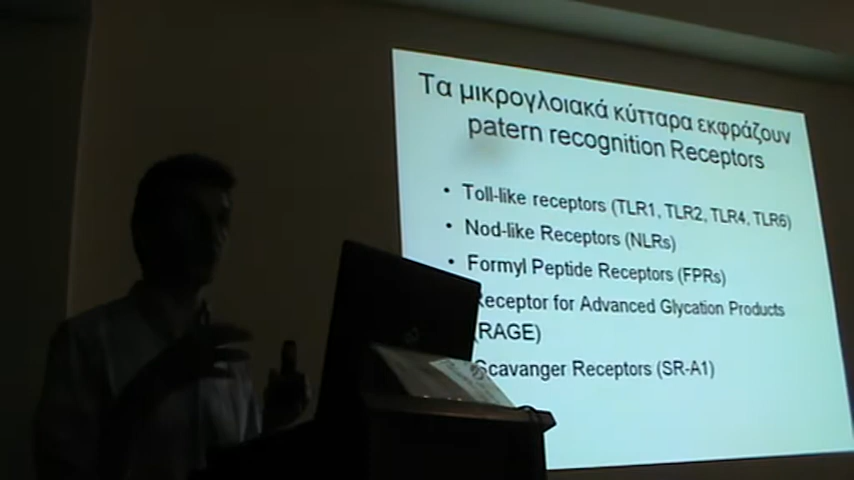 Τα μικρογλοιακά κύτταρα εκφράζουν
patern recognition Receptors
• Toll-like receptors (TLR1, TLR2, TLR4, TLR6)
• Nod-like Receptors (NLRs)
• Formyl Peptide Receptors (FPRs)
Receptor for Advanced Glycation Products
(RAGE)
Scavanger Receptors (SR-A1)